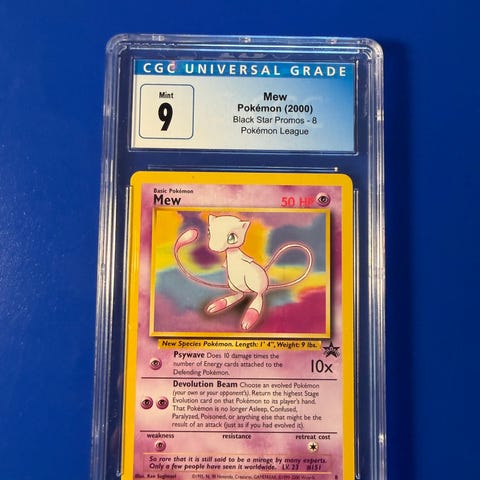 CGC UNIVERSAL GRADE
Mint
9
Mew
Pokémon (2000)
Black Star Promos - 8
Pokémon League
Basic Pokémon
Mew
50 HP
New Species Pokémon. Length: 1' 4", Weight: 9 lbs.
Psywave Does 10 damage times the
number of Energy cards attached to the
Defending Pokémon.
10x
Devolution Beam Choose an evolved Pokémon
(your own or your opponent's). Return the highest Stage
Evolution card on that Pokémon to its player's hand.
That Pokémon is no longer Asleep, Confused,
Paralyzed, Poisoned, or anything else that might be the
result of an attack (just as if you had evolved it).
weakness
resistance
retreat cost
So rare that it is still said to be a mirage by many experts.
Only a few people have seen it worldwide. LV. 23 #151
Illus. Ken Sugimori
8